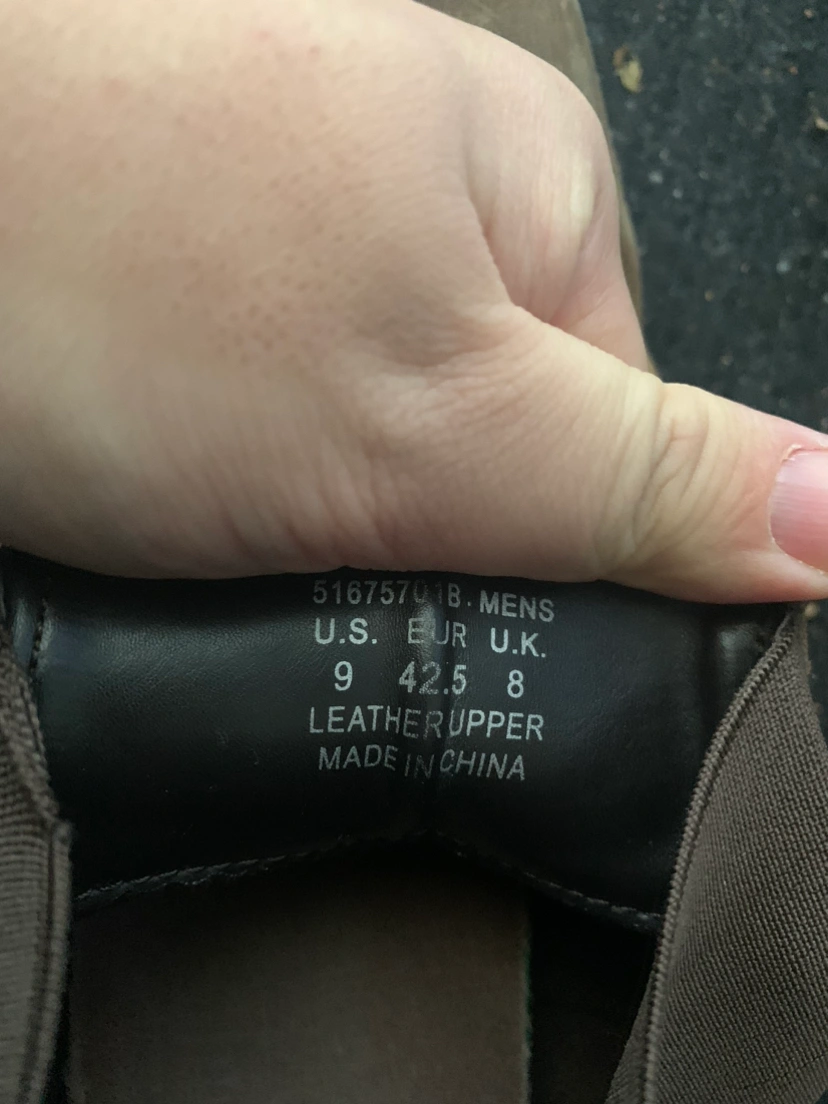 51675701B. MENS
U.S. EUR U.K.
9 42.5 8
LEATHER UPPER
MADE IN CHINA